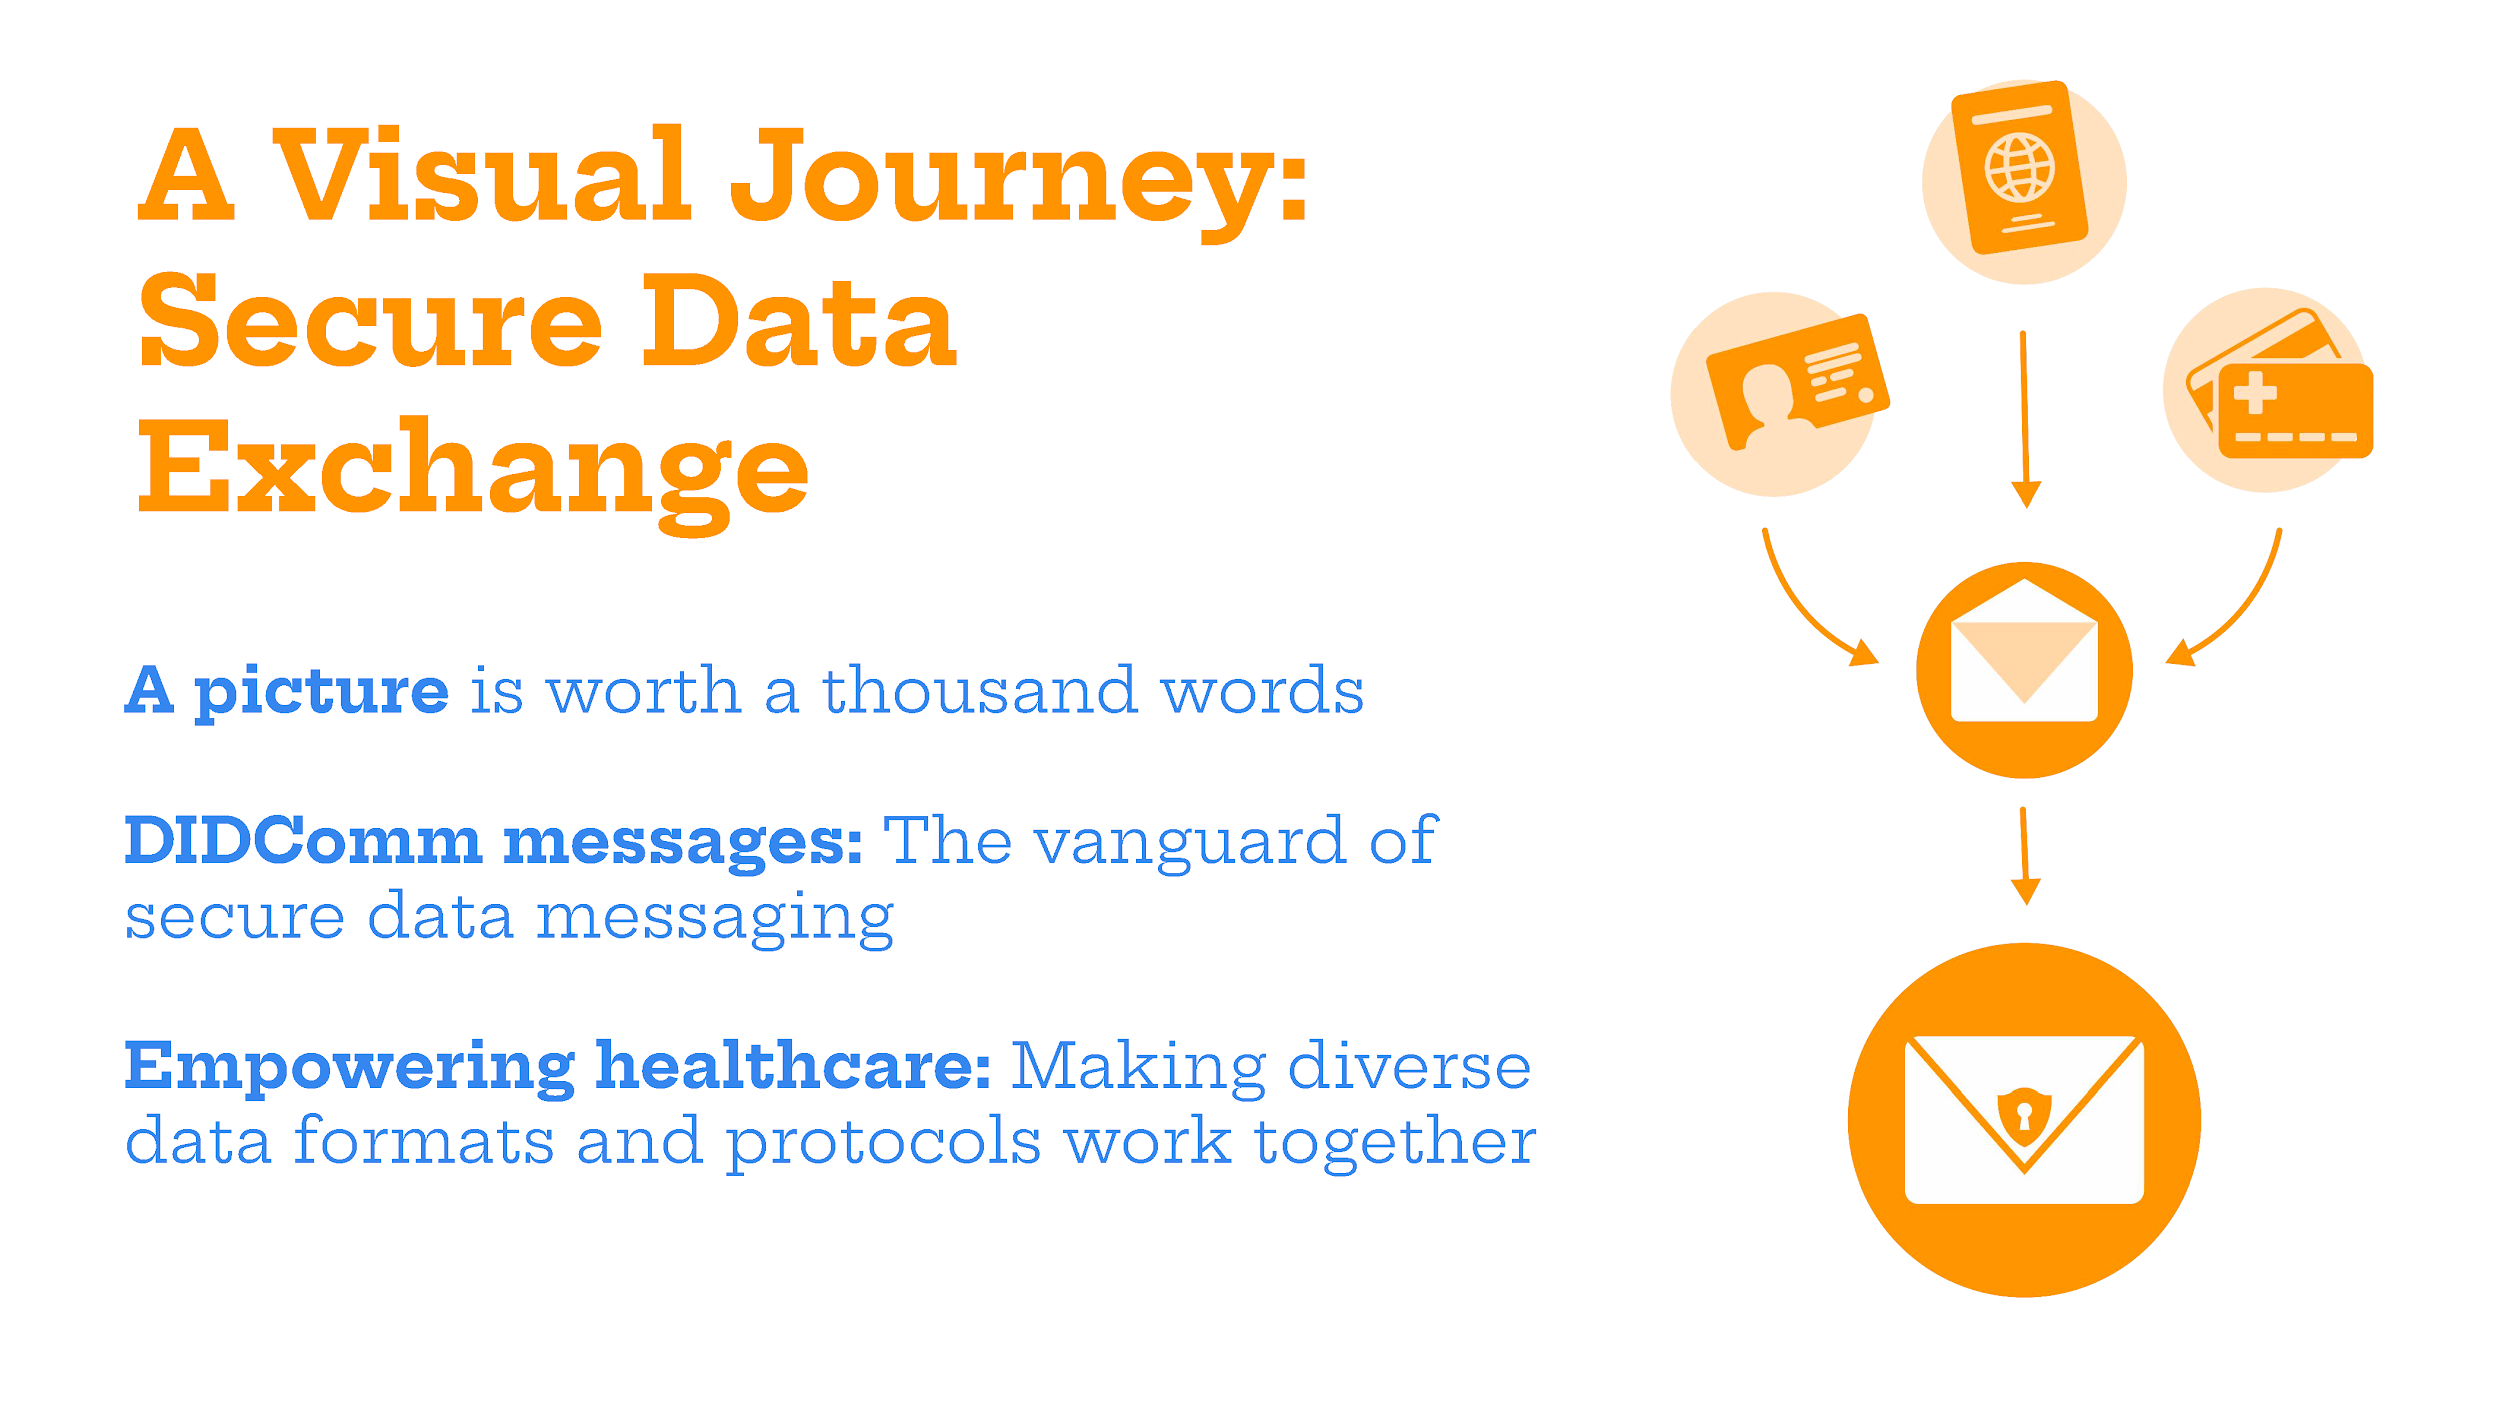 A Visual Journey:
Secure Data
Exchange
A picture is worth a thousand words
DIDComm messages: The vanguard of
secure data messaging
Empowering healthcare: Making diverse
data formats and protocols work together